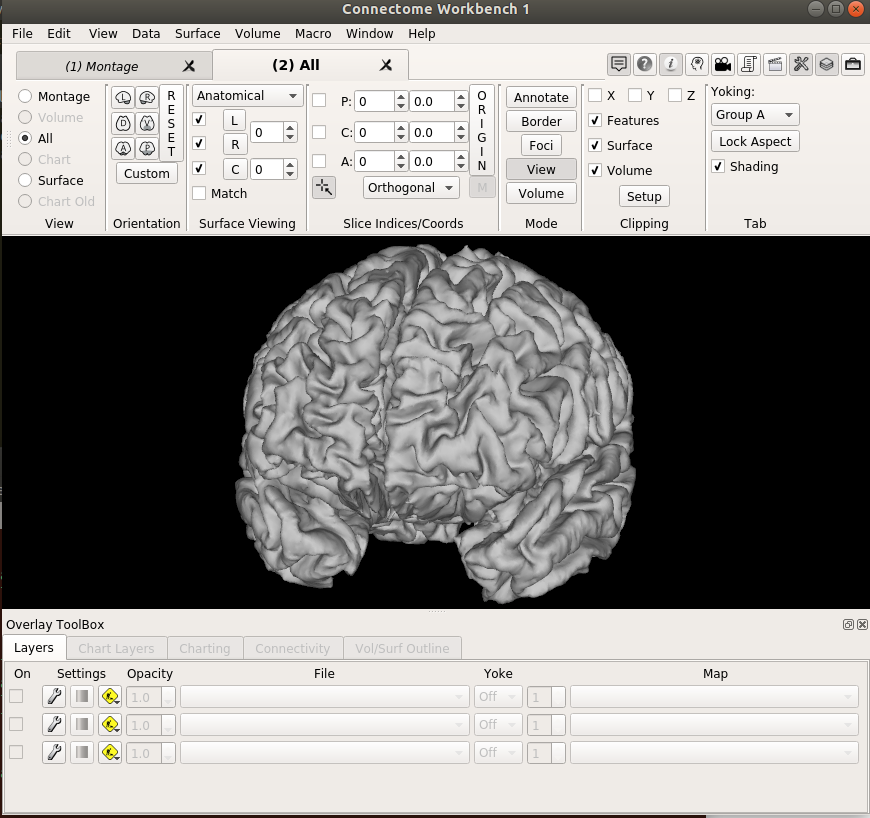 Connectome Workbench 1
File Edit View Data Surface Volume Macro Window Help
(1) Montage (2) All
Montage
Volume
All
Chart
Surface
Chart Old
View
L R
D V
A P
RESET
Custom
Orientation
Anatomical
L
R
0
C 0
Match
Surface Viewing
P: 0 0.0
C: 0 0.0
A: 0 0.0
ORIGIN
Orthogonal M
Slice Indices/Coords
Annotate
Border
Foci
View
Volume
Mode
X Y Z
Features
Surface
Volume
Setup
Clipping
Yoking:
Group A
Lock Aspect
Shading
Tab
Overlay ToolBox
Layers Chart Layers Charting Connectivity Vol/Surf Outline
On Settings Opacity File Yoke Map
1.0 Off 1
1.0 Off 1
1.0 Off 1